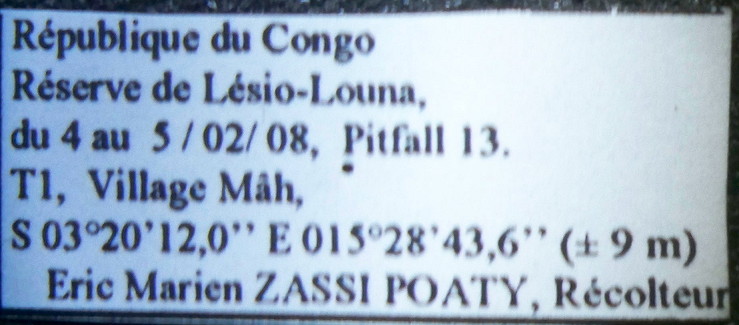 République du Congo
Réserve de Lésio-Louna,
du 4 au 5 / 02/ 08, Pitfall 13.
T1, Village Mâh,
S 03°20’12,0’’ E 015°28’43,6’’ (± 9 m)
Eric Marien ZASSI POATY, Récolteur